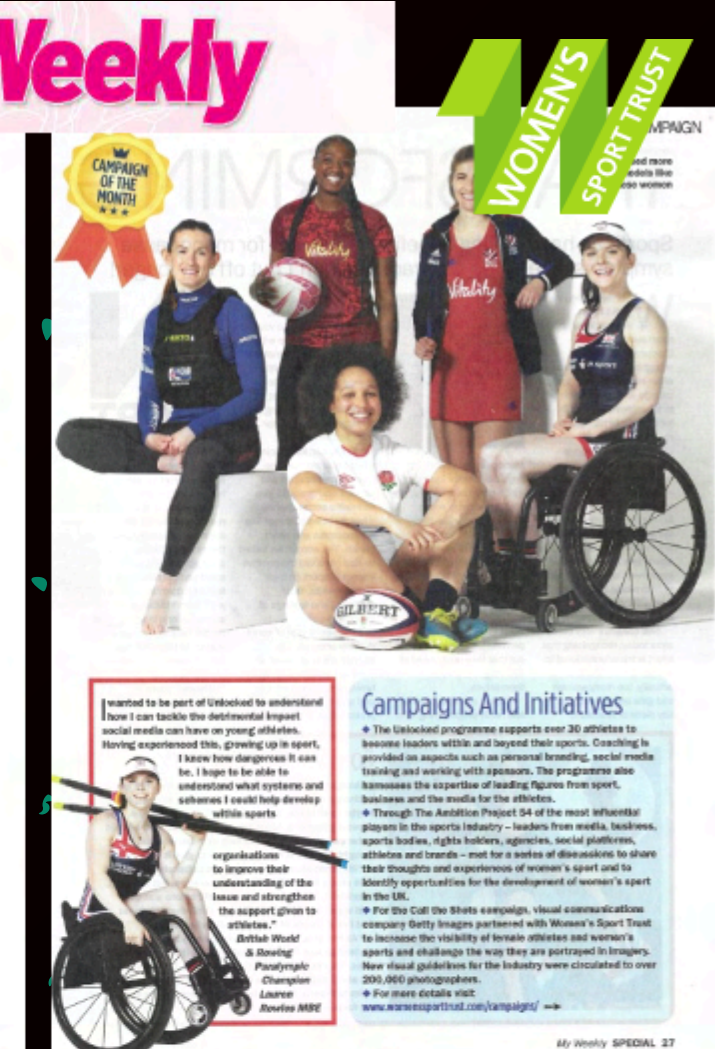 Weekly
WOMEN'S
SPORT TRUST
CAMPAIGN
OF THE
MONTH
more
like
women
Vitality
Vitality
GILBERT
I wanted to be part of Unlocked to understand
how I can tackle the detrimental impact
social media can have on young athletes.
Having experienced this, growing up in sport,
I know how dangerous it can
be. I hope to be able to
understand what systems and
schemes I could help develop
within sports
organisations
to improve their
understanding of the
issue and strengthen
the support given to
athletes."
British World
& Rowing
Paralympic
Champion
Lauren
Rowles MBE
Campaigns And Initiatives
◆ The Unlocked programme supports over 30 athletes to
become leaders within and beyond their sports. Coaching is
provided on aspects such as personal branding, social media
training and working with sponsors. The programme also
harnesses the expertise of leading figures from sport,
business and the media for the athletes.
◆ Through The Ambition Project 54 of the most influential
players in the sports industry – leaders from media, business,
sports bodies, rights holders, agencies, social platforms,
athletes and brands – met for a series of discussions to share
their thoughts and experiences of women's sport and to
identify opportunities for the development of women's sport
in the UK.
◆ For the Call the Shots campaign, visual communications
company Getty Images partnered with Women's Sport Trust
to increase the visibility of female athletes and women's
sports and challenge the way they are portrayed in imagery.
New visual guidelines for the industry were circulated to over
200,000 photographers.
◆ For more details visit
www.womenssporttrust.com/campaigns/
My Weekly SPECIAL 27